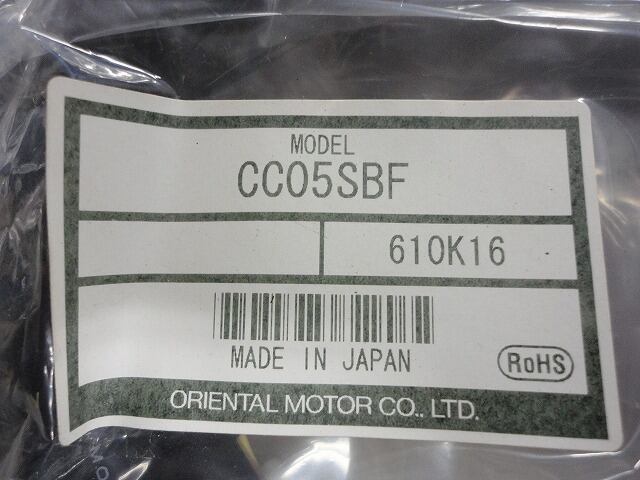 MODEL
CC05SBF
610K16
MADE IN JAPAN
RoHS
ORIENTAL MOTOR CO., LTD.